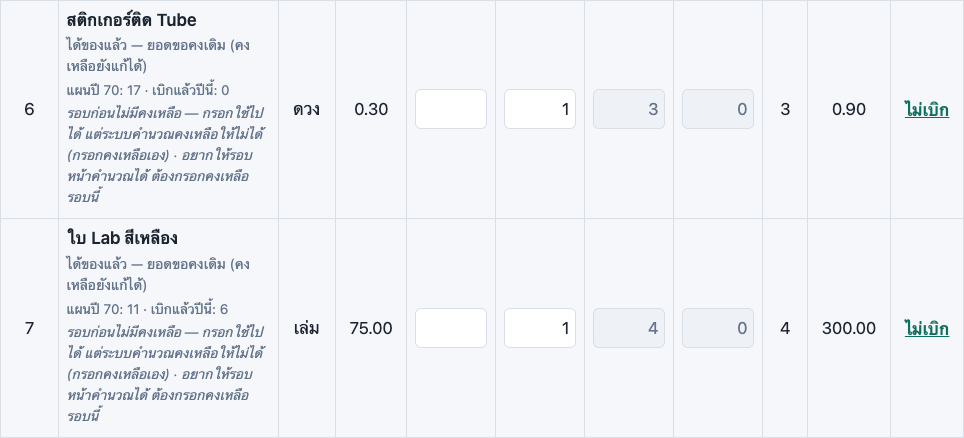 สติกเกอร์ติด Tube
ได้ของแล้ว — ยอดขอคงเดิม (คง
เหลือยังแก้ได้)
แผนปี 70: 17 · เบิกแล้วปีนี้: 0
รอบก่อนไม่มีคงเหลือ — กรอกใช้ไป
ได้ แต่ระบบคำนวณคงเหลือให้ไม่ได้
(กรอกคงเหลือเอง) · อยากให้รอบ
หน้าคำนวณได้ ต้องกรอกคงเหลือ
รอบนี้
6 ดวง 0.30 1 3 0 3 0.90 ไม่เบิก
ใบ Lab สีเหลือง
ได้ของแล้ว — ยอดขอคงเดิม (คง
เหลือยังแก้ได้)
แผนปี 70: 11 · เบิกแล้วปีนี้: 6
รอบก่อนไม่มีคงเหลือ — กรอกใช้ไป
ได้ แต่ระบบคำนวณคงเหลือให้ไม่ได้
(กรอกคงเหลือเอง) · อยากให้รอบ
หน้าคำนวณได้ ต้องกรอกคงเหลือ
รอบนี้
7 เล่ม 75.00 1 4 0 4 300.00 ไม่เบิก